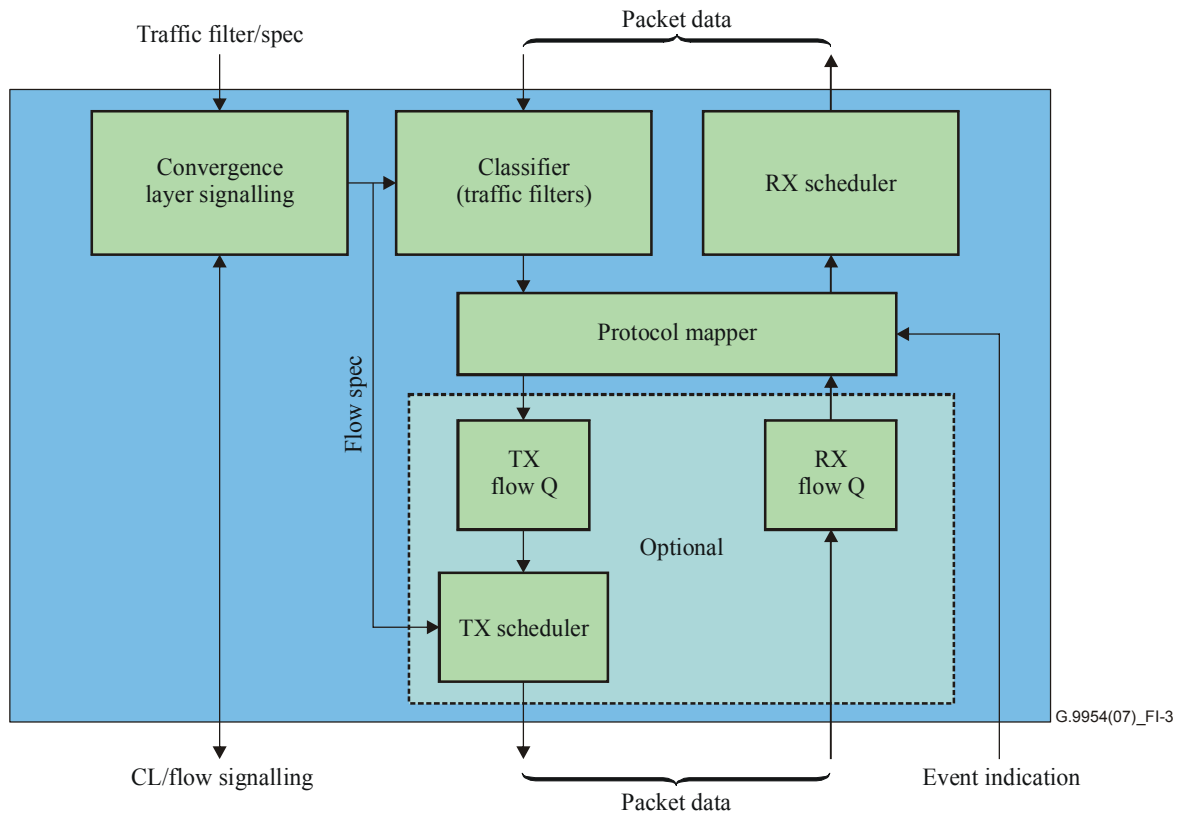 Packet data
Traffic filter/spec
Convergence
layer signalling
Classifier
(traffic filters)
RX scheduler
Protocol mapper
Flow spec
TX
flow Q
RX
flow Q
Optional
TX scheduler
G.9954(07)_FI-3
CL/flow signalling
Packet data
Event indication